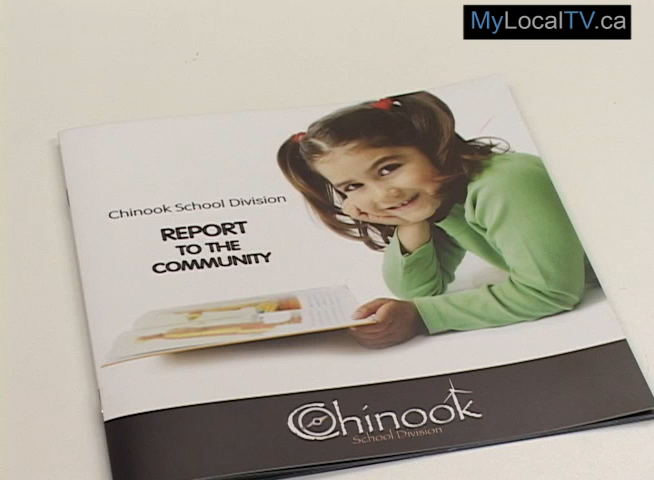 MyLocalTV.ca
Chinook School Division
REPORT
TO THE
COMMUNITY
Chinook
School Division